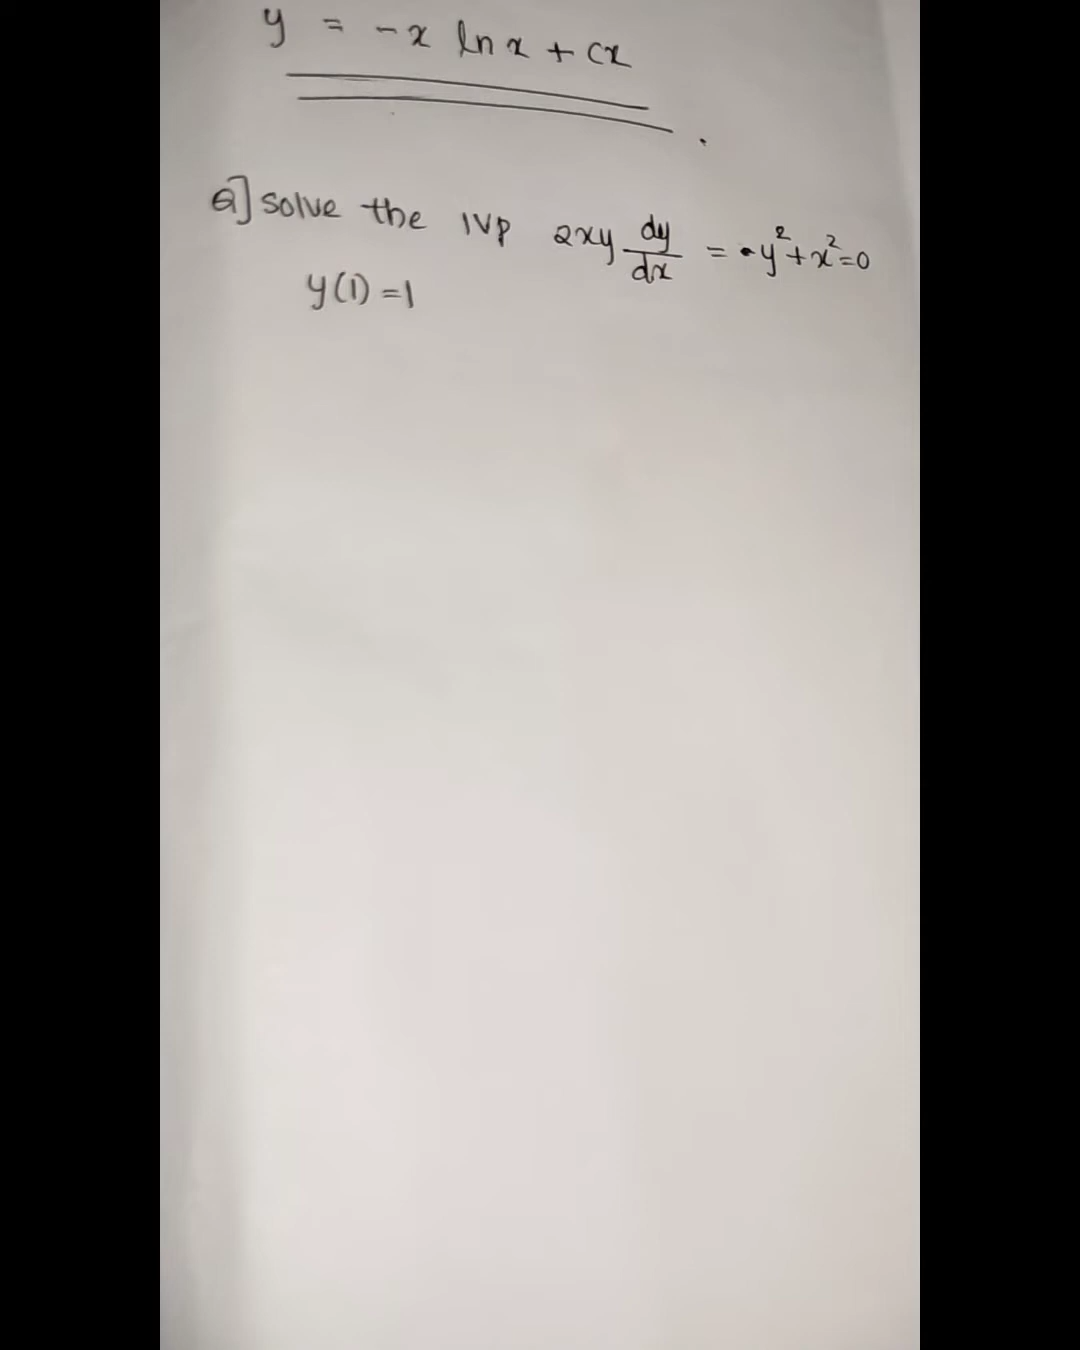 y = -x ln x + cx
Q] solve the IVP 2xy dy/dx = -y² + x² = 0
y(1) = 1